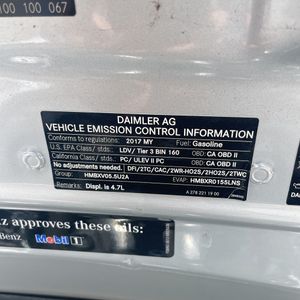 100 100 067
DAIMLER AG
VEHICLE EMISSION CONTROL INFORMATION
Conforms to regulations: 2017 MY Fuel: Gasoline
U.S. EPA Class / stds: LDV/ Tier 3 BIN 160 OBD: CA OBD II
California Class / stds: PC/ ULEV II PC OBD: CA OBD II
No adjustments needed. DFI/2TC/CAC/2WR-HO2S/2HO2S/2TWC
Group: HMBXV05.5U2A EVAP: HMBXR0155LNS
Remarks: Displ. is 4.7L A 278 221 19 00
z approves these oils:
Benz Mobil 1